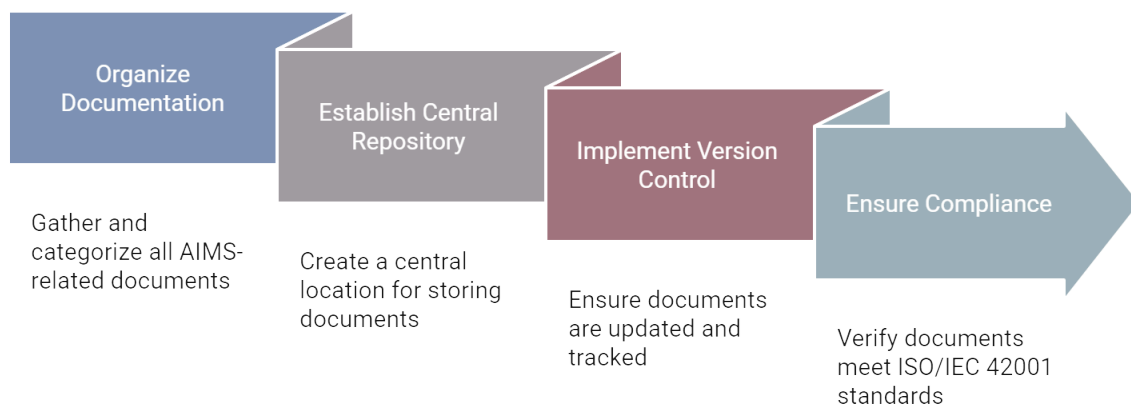 Organize
Documentation
Gather and
categorize all AIMS-
related documents
Establish Central
Repository
Create a central
location for storing
documents
Implement Version
Control
Ensure documents
are updated and
tracked
Ensure Compliance
Verify documents
meet ISO/IEC 42001
standards